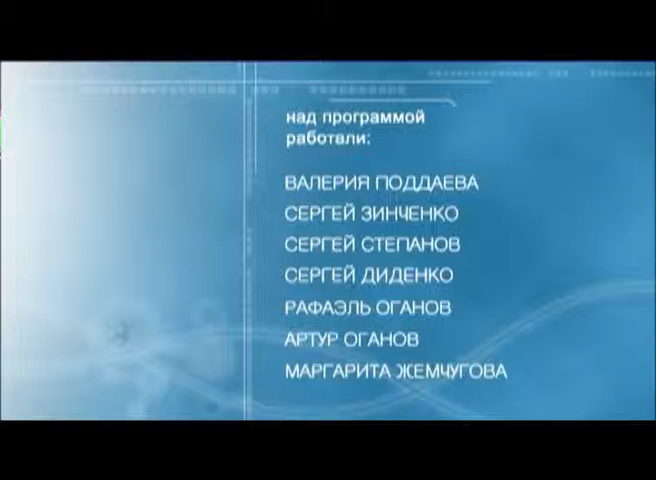 над программой
работали:
ВАЛЕРИЯ ПОДДАЕВА
СЕРГЕЙ ЗИНЧЕНКО
СЕРГЕЙ СТЕПАНОВ
СЕРГЕЙ ДИДЕНКО
РАФАЭЛЬ ОГАНОВ
АРТУР ОГАНОВ
МАРГАРИТА ЖЕМЧУГОВА